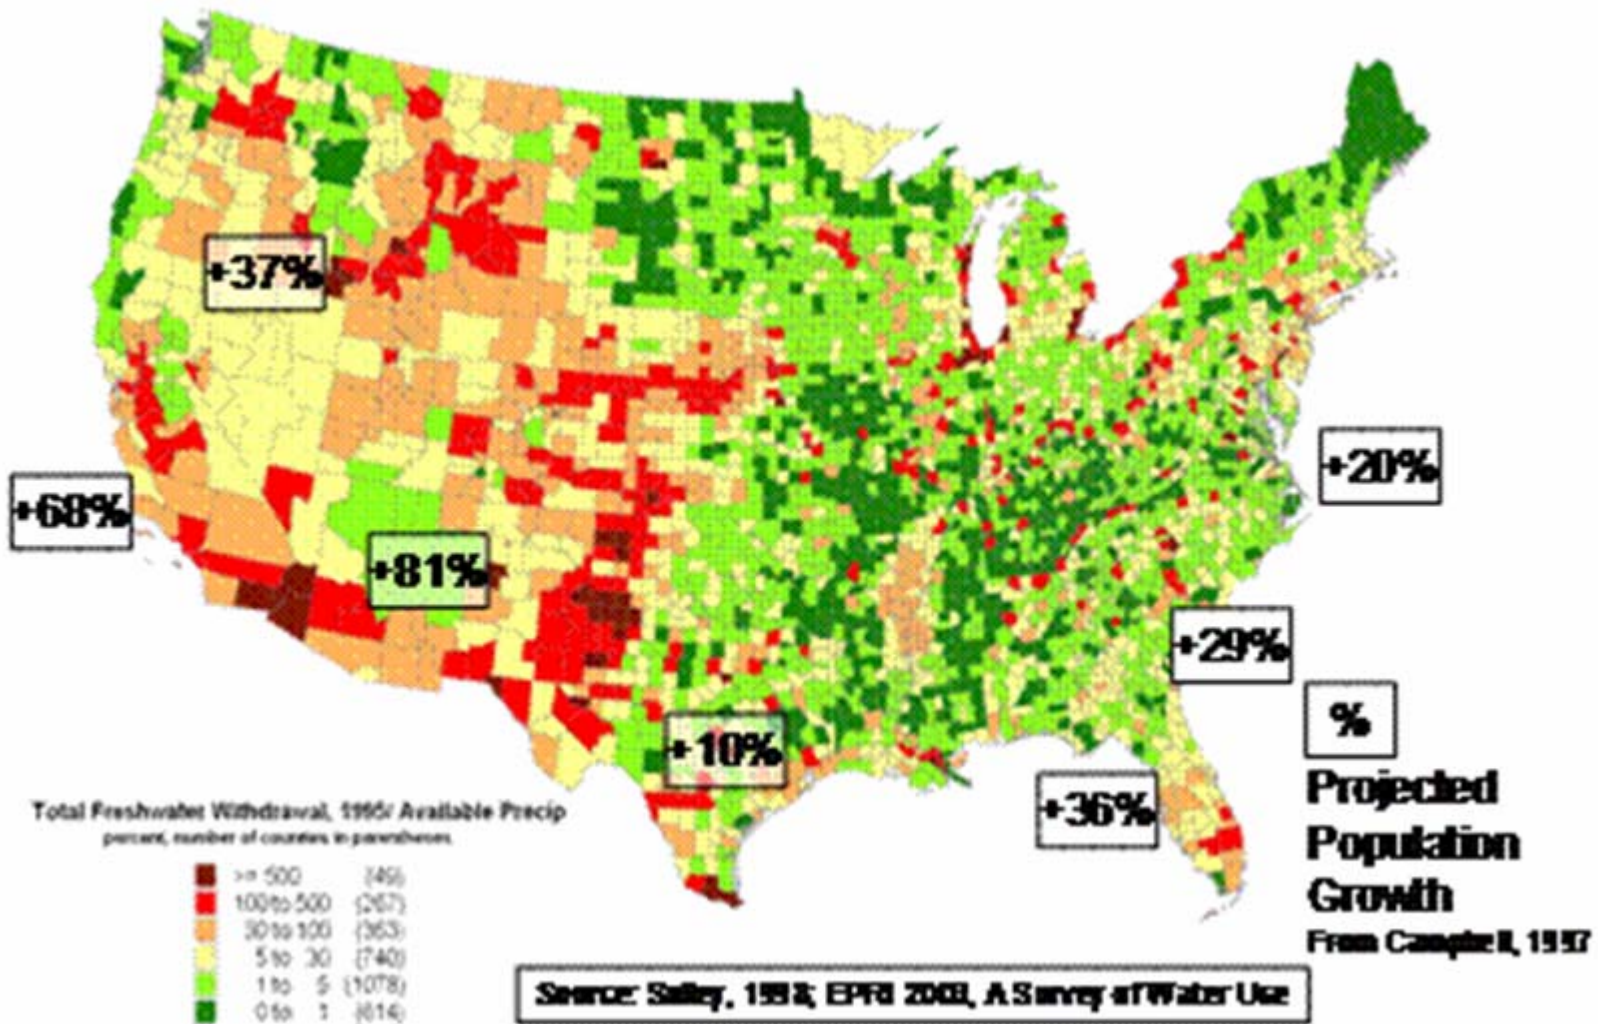 +37%
+68%
+81%
+20%
+29%
+10%
+36%
%
Projected
Population
Growth
From Campbell, 1997
Total Freshwater Withdrawal, 1995/ Available Precip
percent, number of counties in parentheses
>= 500 (49)
100 to 500 (267)
30 to 100 (363)
5 to 30 (740)
1 to 5 (1078)
0 to 1 (614)
Source: Solley, 1998; EPRI 2003, A Survey of Water Use